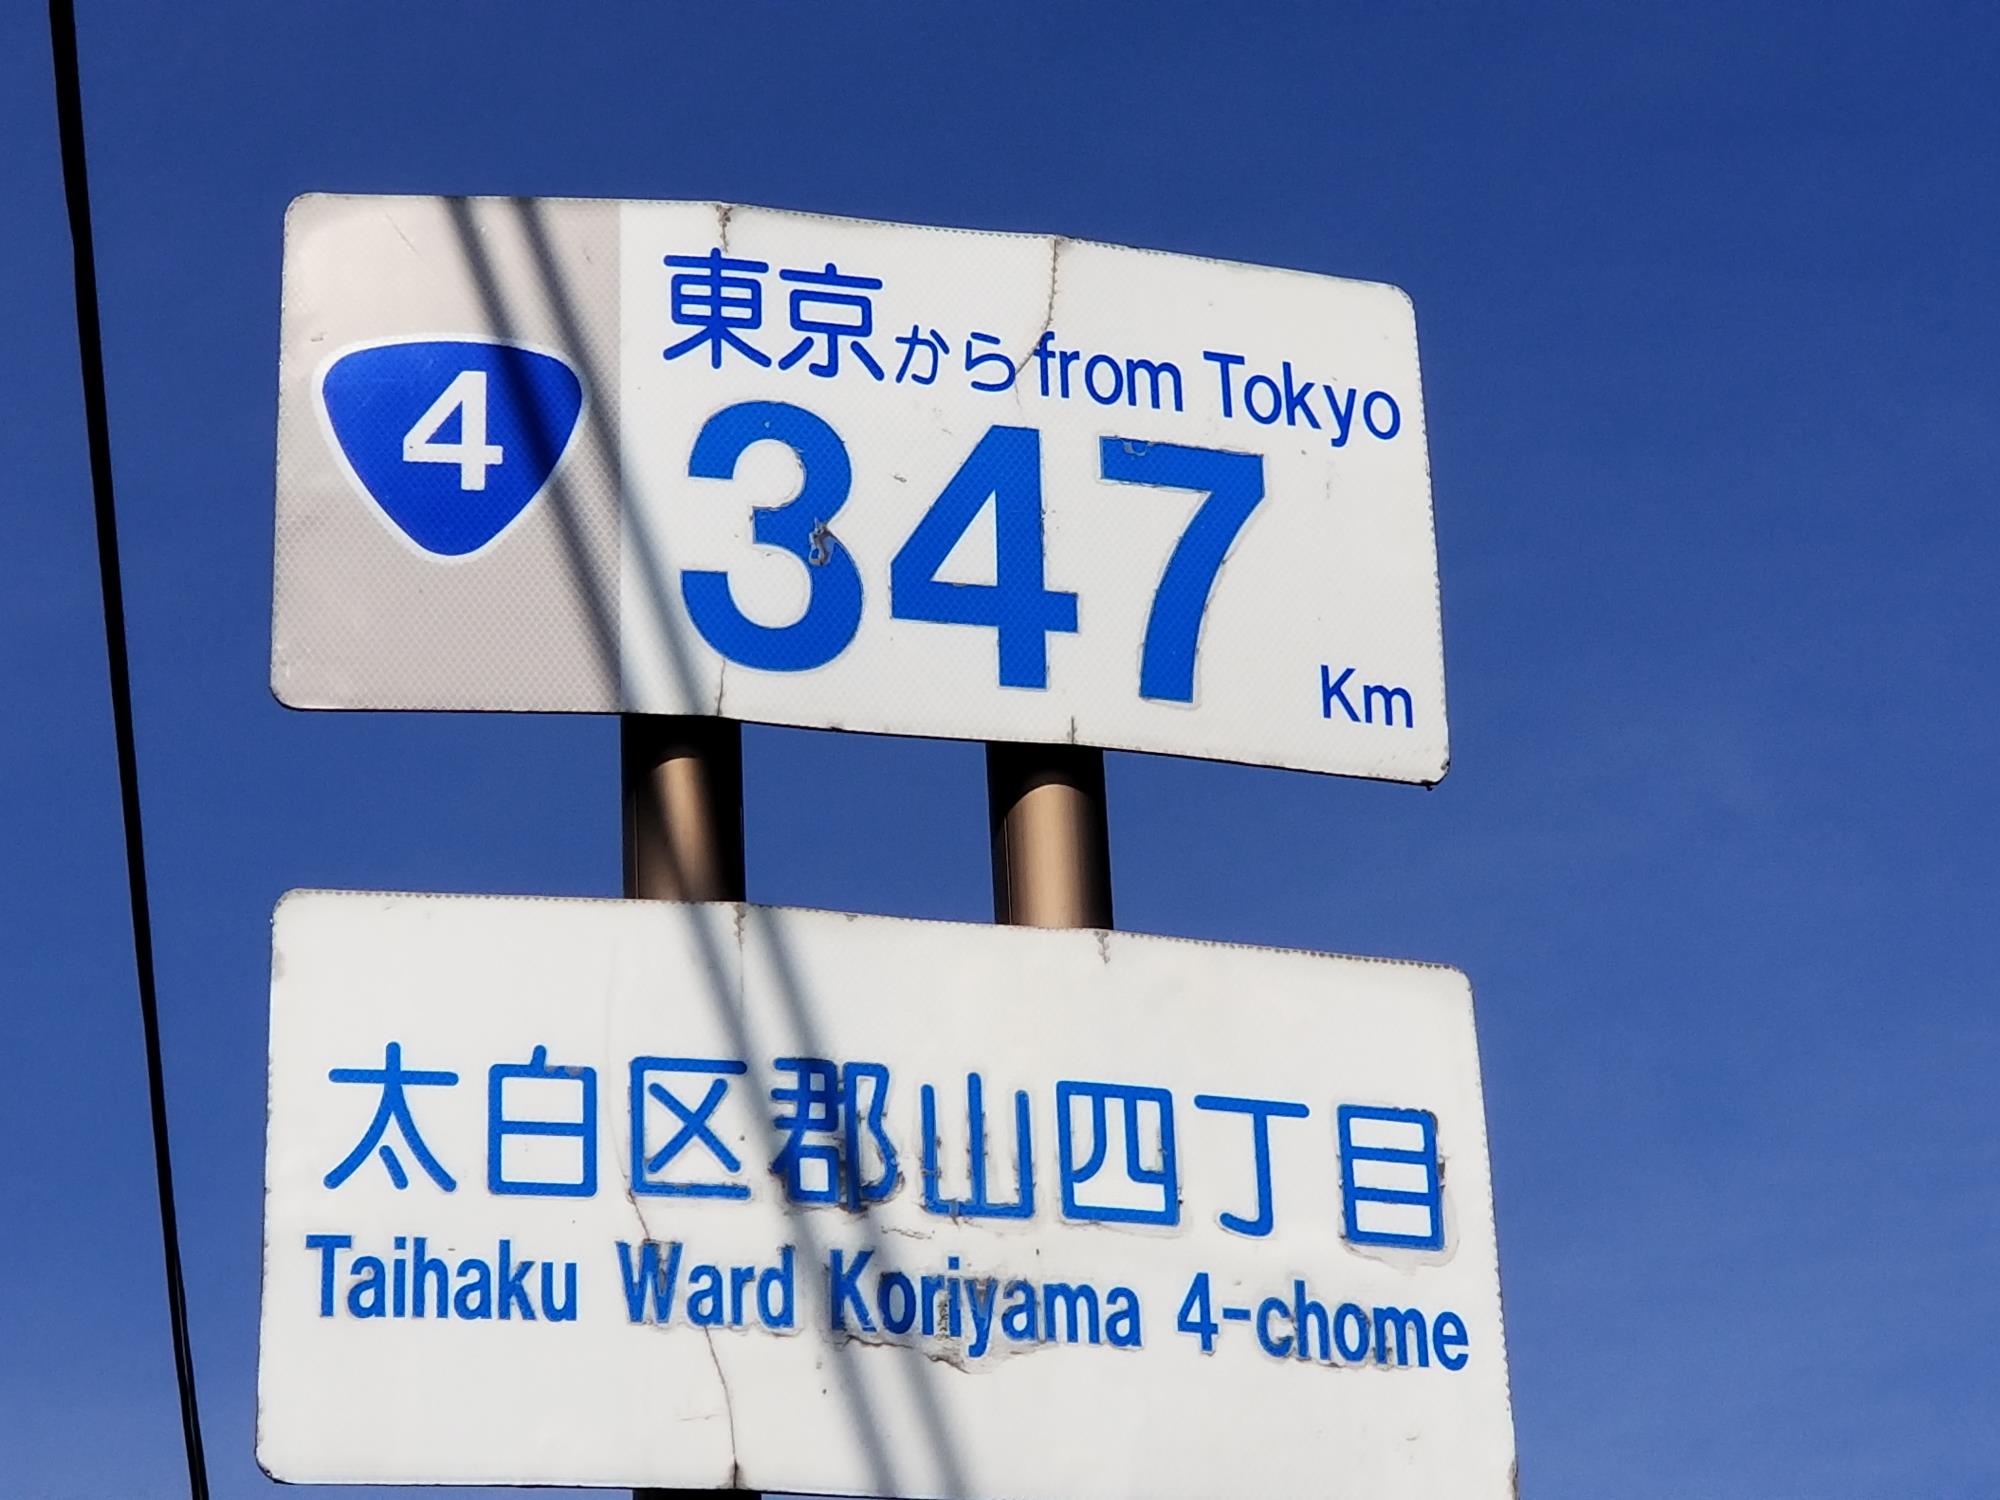 4
東京から from Tokyo
347
Km
太白区郡山四丁目
Taihaku Ward Koriyama 4-chome